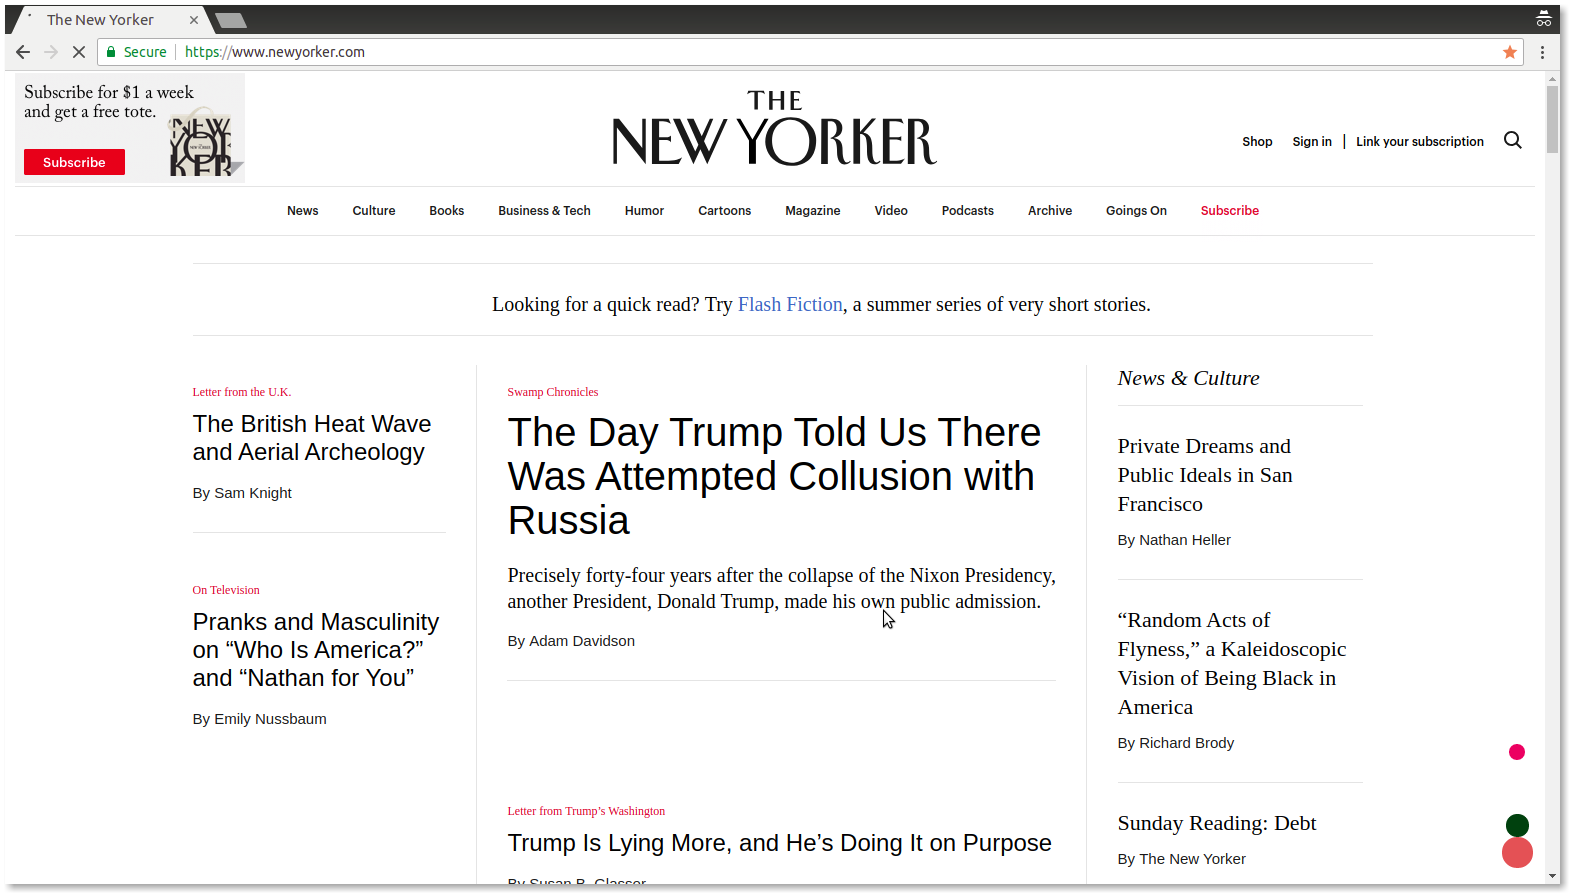 The New Yorker
Secure
https://www.newyorker.com
Subscribe for $1 a week
and get a free tote.
Subscribe
NEW
YOR
KER
THE
NEW YORKER
Shop
Sign in | Link your subscription
News
Culture
Books
Business & Tech
Humor
Cartoons
Magazine
Video
Podcasts
Archive
Goings On
Subscribe
Looking for a quick read? Try Flash Fiction, a summer series of very short stories.
Letter from the U.K.
The British Heat Wave
and Aerial Archeology
By Sam Knight
On Television
Pranks and Masculinity
on “Who Is America?”
and “Nathan for You”
By Emily Nussbaum
Swamp Chronicles
The Day Trump Told Us There
Was Attempted Collusion with
Russia
Precisely forty-four years after the collapse of the Nixon Presidency,
another President, Donald Trump, made his own public admission.
By Adam Davidson
Letter from Trump’s Washington
Trump Is Lying More, and He’s Doing It on Purpose
By Susan B. Glasser
News & Culture
Private Dreams and
Public Ideals in San
Francisco
By Nathan Heller
“Random Acts of
Flyness,” a Kaleidoscopic
Vision of Being Black in
America
By Richard Brody
Sunday Reading: Debt
By The New Yorker